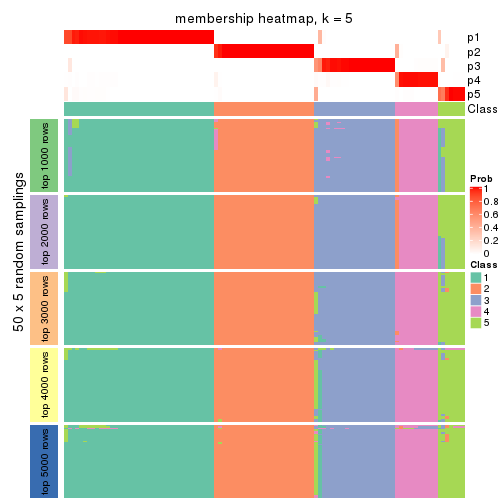 membership heatmap, k = 5
p1
p2
p3
p4
p5
Class
50 x 5 random samplings
top 1000 rows
top 2000 rows
top 3000 rows
top 4000 rows
top 5000 rows
Prob
1
0.8
0.6
0.4
0.2
0
Class
1
2
3
4
5